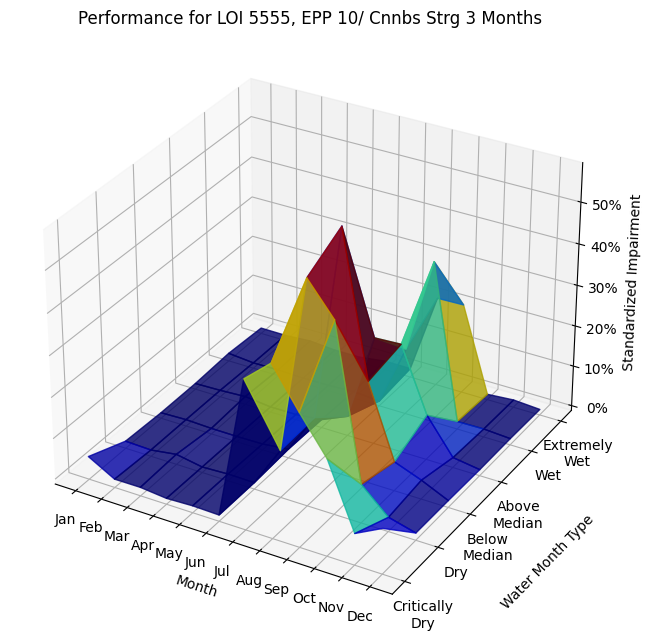 Performance for LOI 5555, EPP 10/ Cnnbs Strg 3 Months
50%
40%
30%
20%
10%
0%
Standardized Impairment
Jan
Feb
Mar
Apr
May
Jun
Jul
Aug
Sep
Oct
Nov
Dec
Month
Extremely
Wet
Wet
Above
Median
Below
Median
Dry
Critically
Dry
Water Month Type